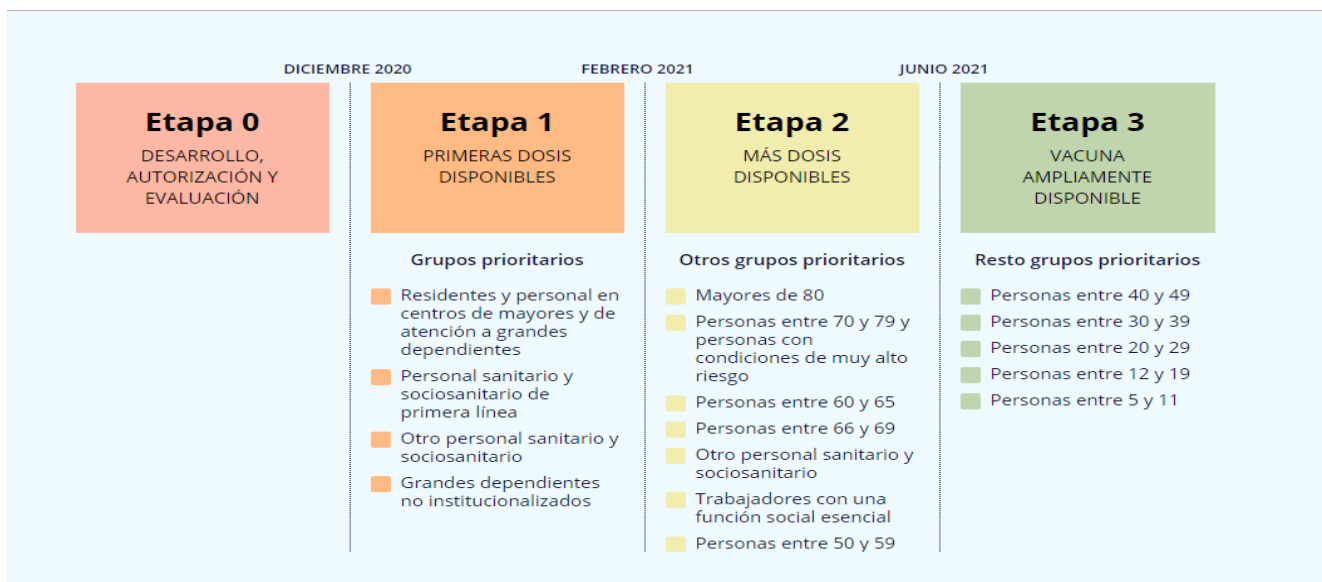 DICIEMBRE 2020
FEBRERO 2021
JUNIO 2021
Etapa 0
DESARROLLO,
AUTORIZACIÓN Y
EVALUACIÓN
Etapa 1
PRIMERAS DOSIS
DISPONIBLES
Grupos prioritarios
Residentes y personal en
centros de mayores y de
atención a grandes
dependientes
Personal sanitario y
sociosanitario de
primera línea
Otro personal sanitario y
sociosanitario
Grandes dependientes
no institucionalizados
Etapa 2
MÁS DOSIS
DISPONIBLES
Otros grupos prioritarios
Mayores de 80
Personas entre 70 y 79 y
personas con
condiciones de muy alto
riesgo
Personas entre 60 y 65
Personas entre 66 y 69
Otro personal sanitario y
sociosanitario
Trabajadores con una
función social esencial
Personas entre 50 y 59
Etapa 3
VACUNA
AMPLIAMENTE
DISPONIBLE
Resto grupos prioritarios
Personas entre 40 y 49
Personas entre 30 y 39
Personas entre 20 y 29
Personas entre 12 y 19
Personas entre 5 y 11